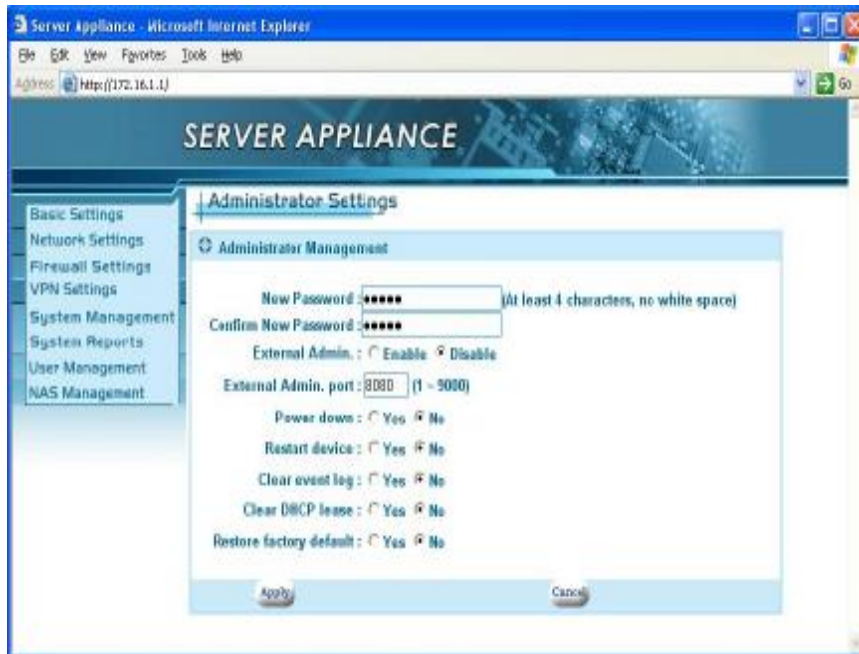 Server Appliance - Microsoft Internet Explorer
File Edit View Favorites Tools Help
Address http://172.16.1.1/ Go
SERVER APPLIANCE
Administrator Settings
Basic Settings
Network Settings
Firewall Settings
VPN Settings
System Management
System Reports
User Management
NAS Management
Administrator Management
New Password : ●●●●● (At least 4 characters, no white space)
Confirm New Password : ●●●●●
External Admin. : Enable Disable
External Admin. port : 8080 (1 ~ 9000)
Power down : Yes No
Restart device : Yes No
Clear event log : Yes No
Clear DHCP lease : Yes No
Restore factory default : Yes No
Apply Cancel